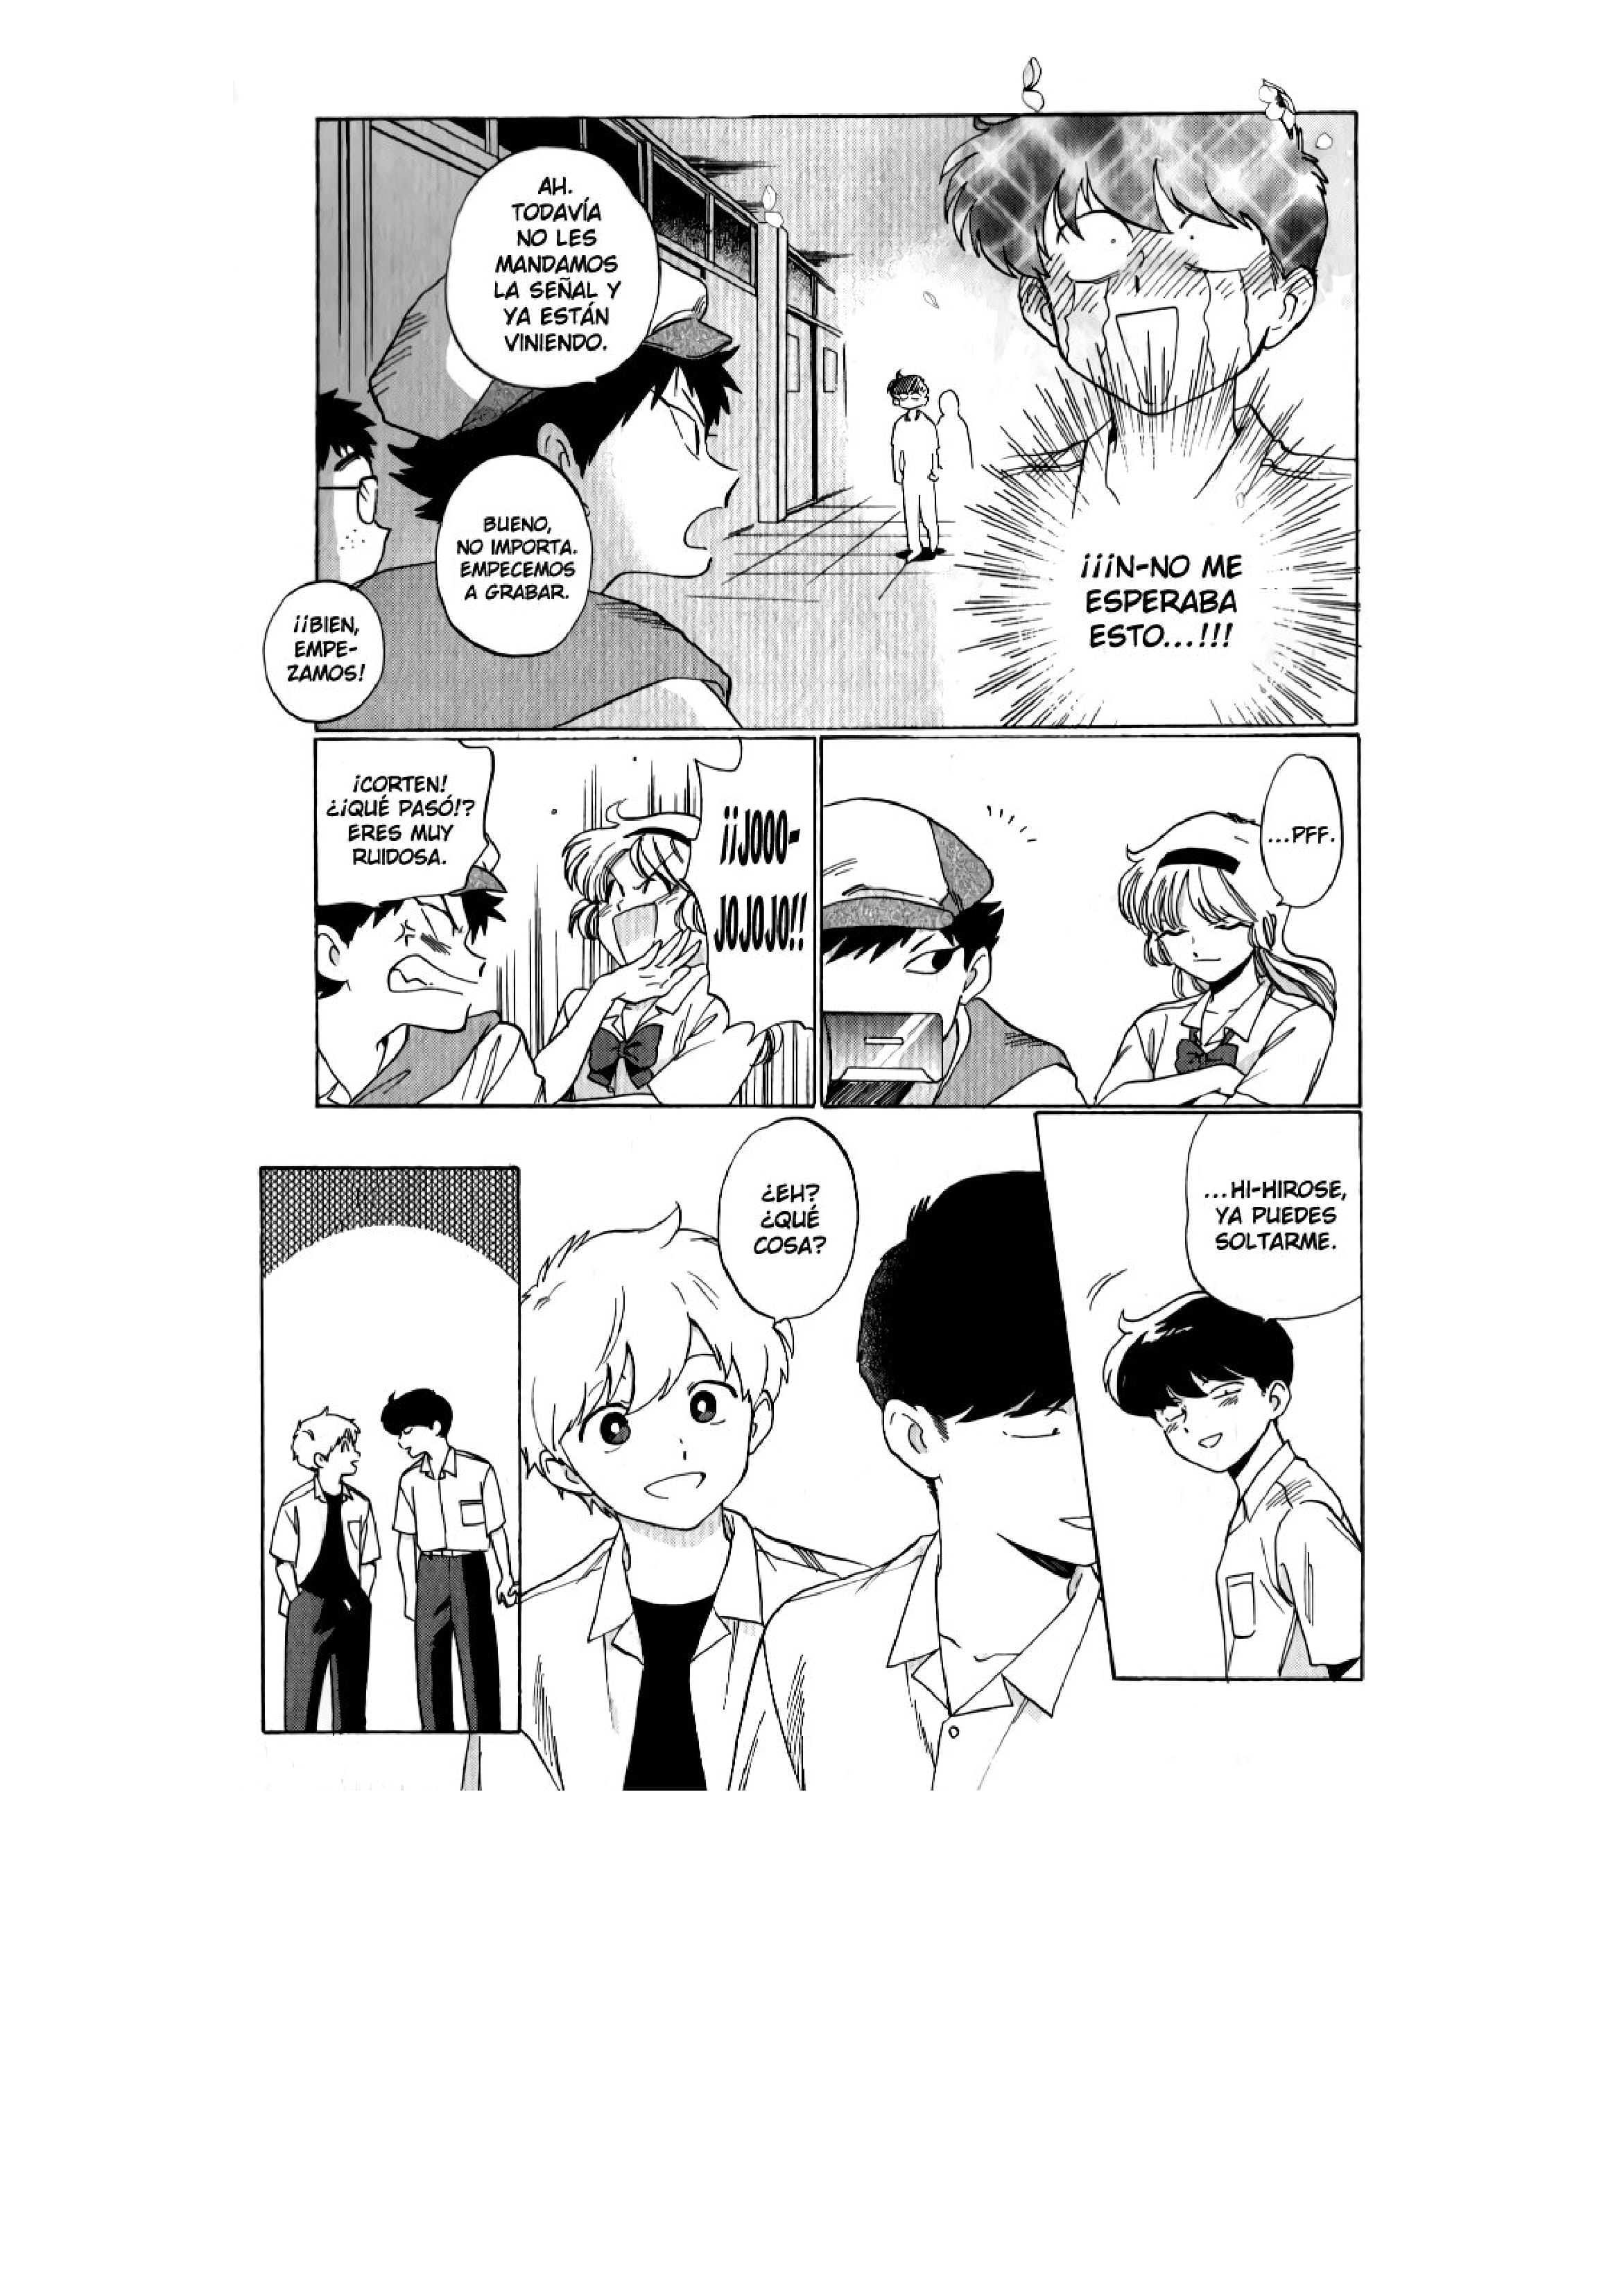 ¡¡¡N-NO ME
ESPERABA
ESTO...!!!
AH.
TODAVÍA
NO LES
MANDAMOS
LA SEÑAL Y
YA ESTÁN
VINIENDO.
BUENO,
NO IMPORTA.
EMPECEMOS
A GRABAR.
¡¡BIEN,
EMPE-
ZAMOS!
...PFF.
¡¡JOOO-
JOJOJO!!
¡CORTEN!
¿¡QUÉ PASÓ!?
ERES MUY
RUIDOSA.
...HI-HIROSE,
YA PUEDES
SOLTARME.
¿EH?
¿QUÉ
COSA?